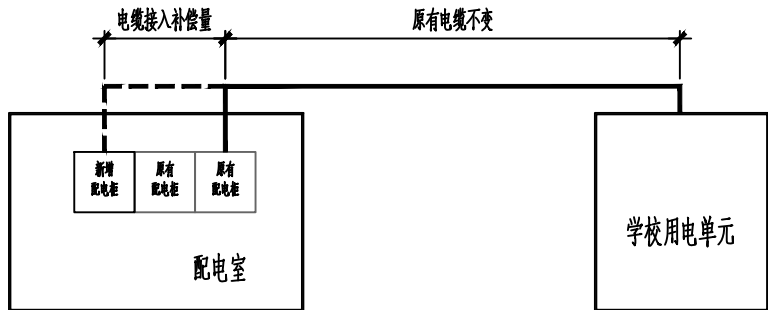 电缆接入补偿量
原有电缆不变
新增
配电柜
原有
配电柜
原有
配电柜
配电室
学校用电单元